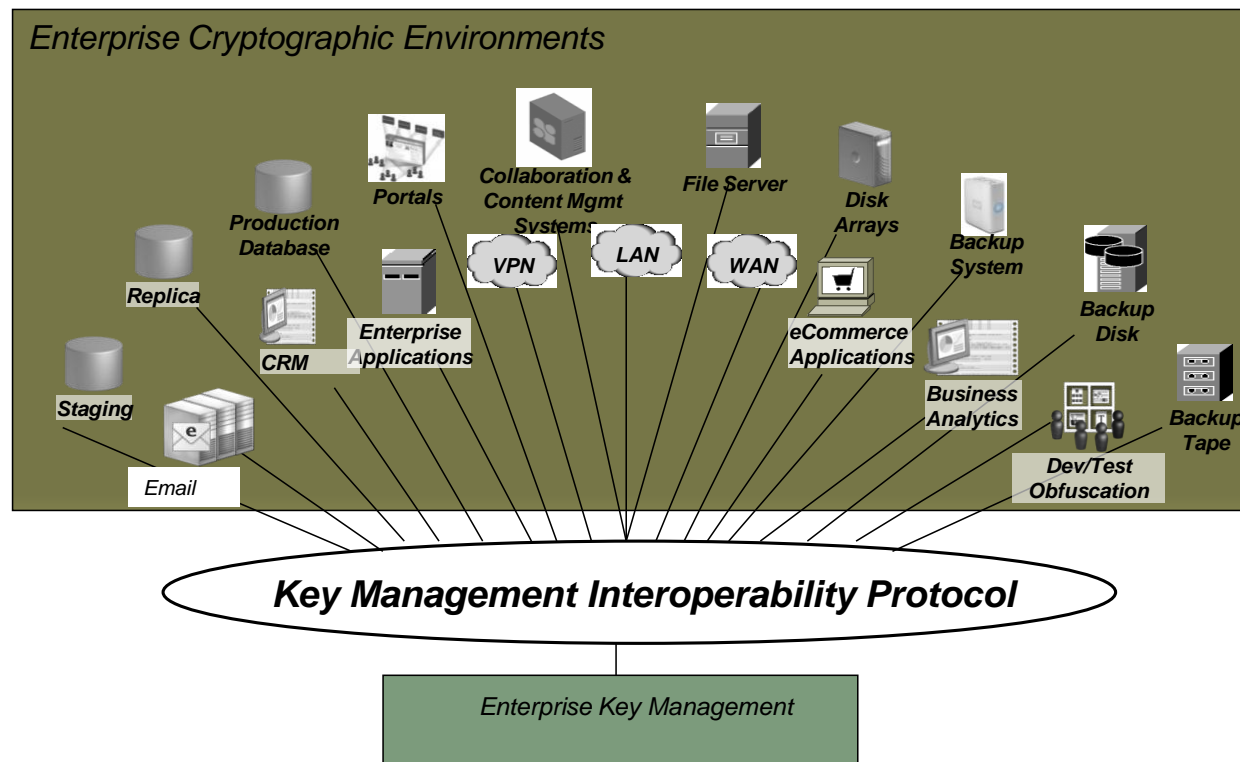 Enterprise Cryptographic Environments
Portals
Collaboration &
Content Mgmt
Systems
File Server
Disk
Arrays
Production
Database
Backup
System
VPN
LAN
WAN
Replica
Backup
Disk
CRM
Enterprise
Applications
eCommerce
Applications
Staging
e
Business
Analytics
Backup
Tape
Email
Dev/Test
Obfuscation
Key Management Interoperability Protocol
Enterprise Key Management